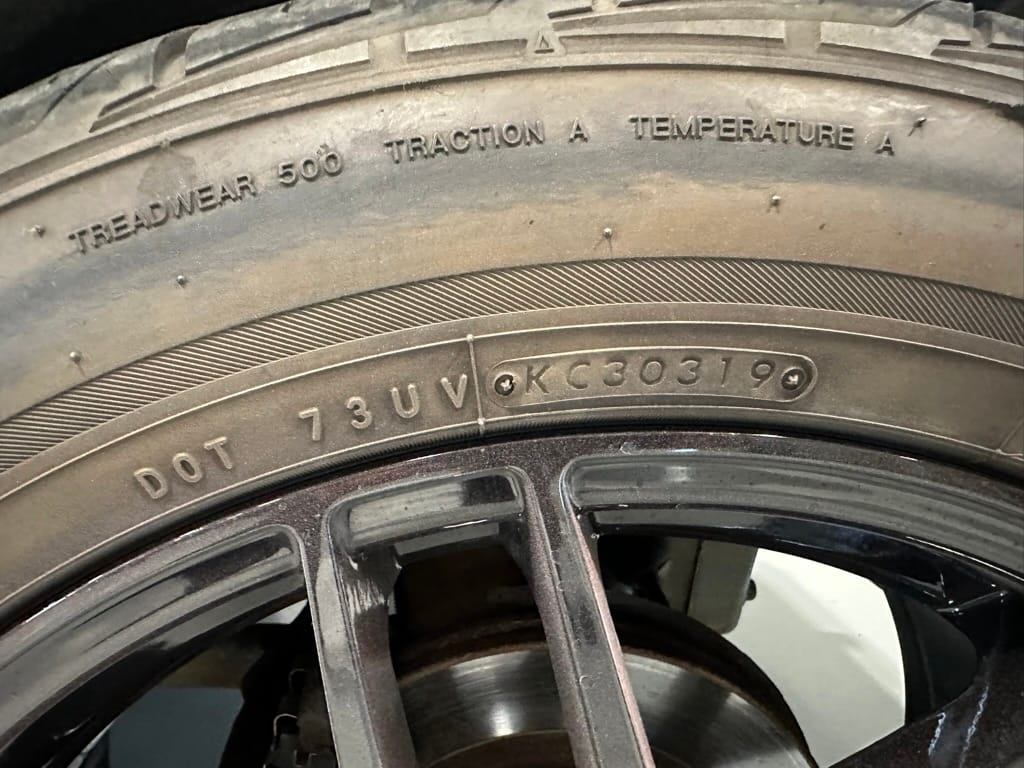 TREADWEAR 500 TRACTION A TEMPERATURE A
DOT 73UV KC30319